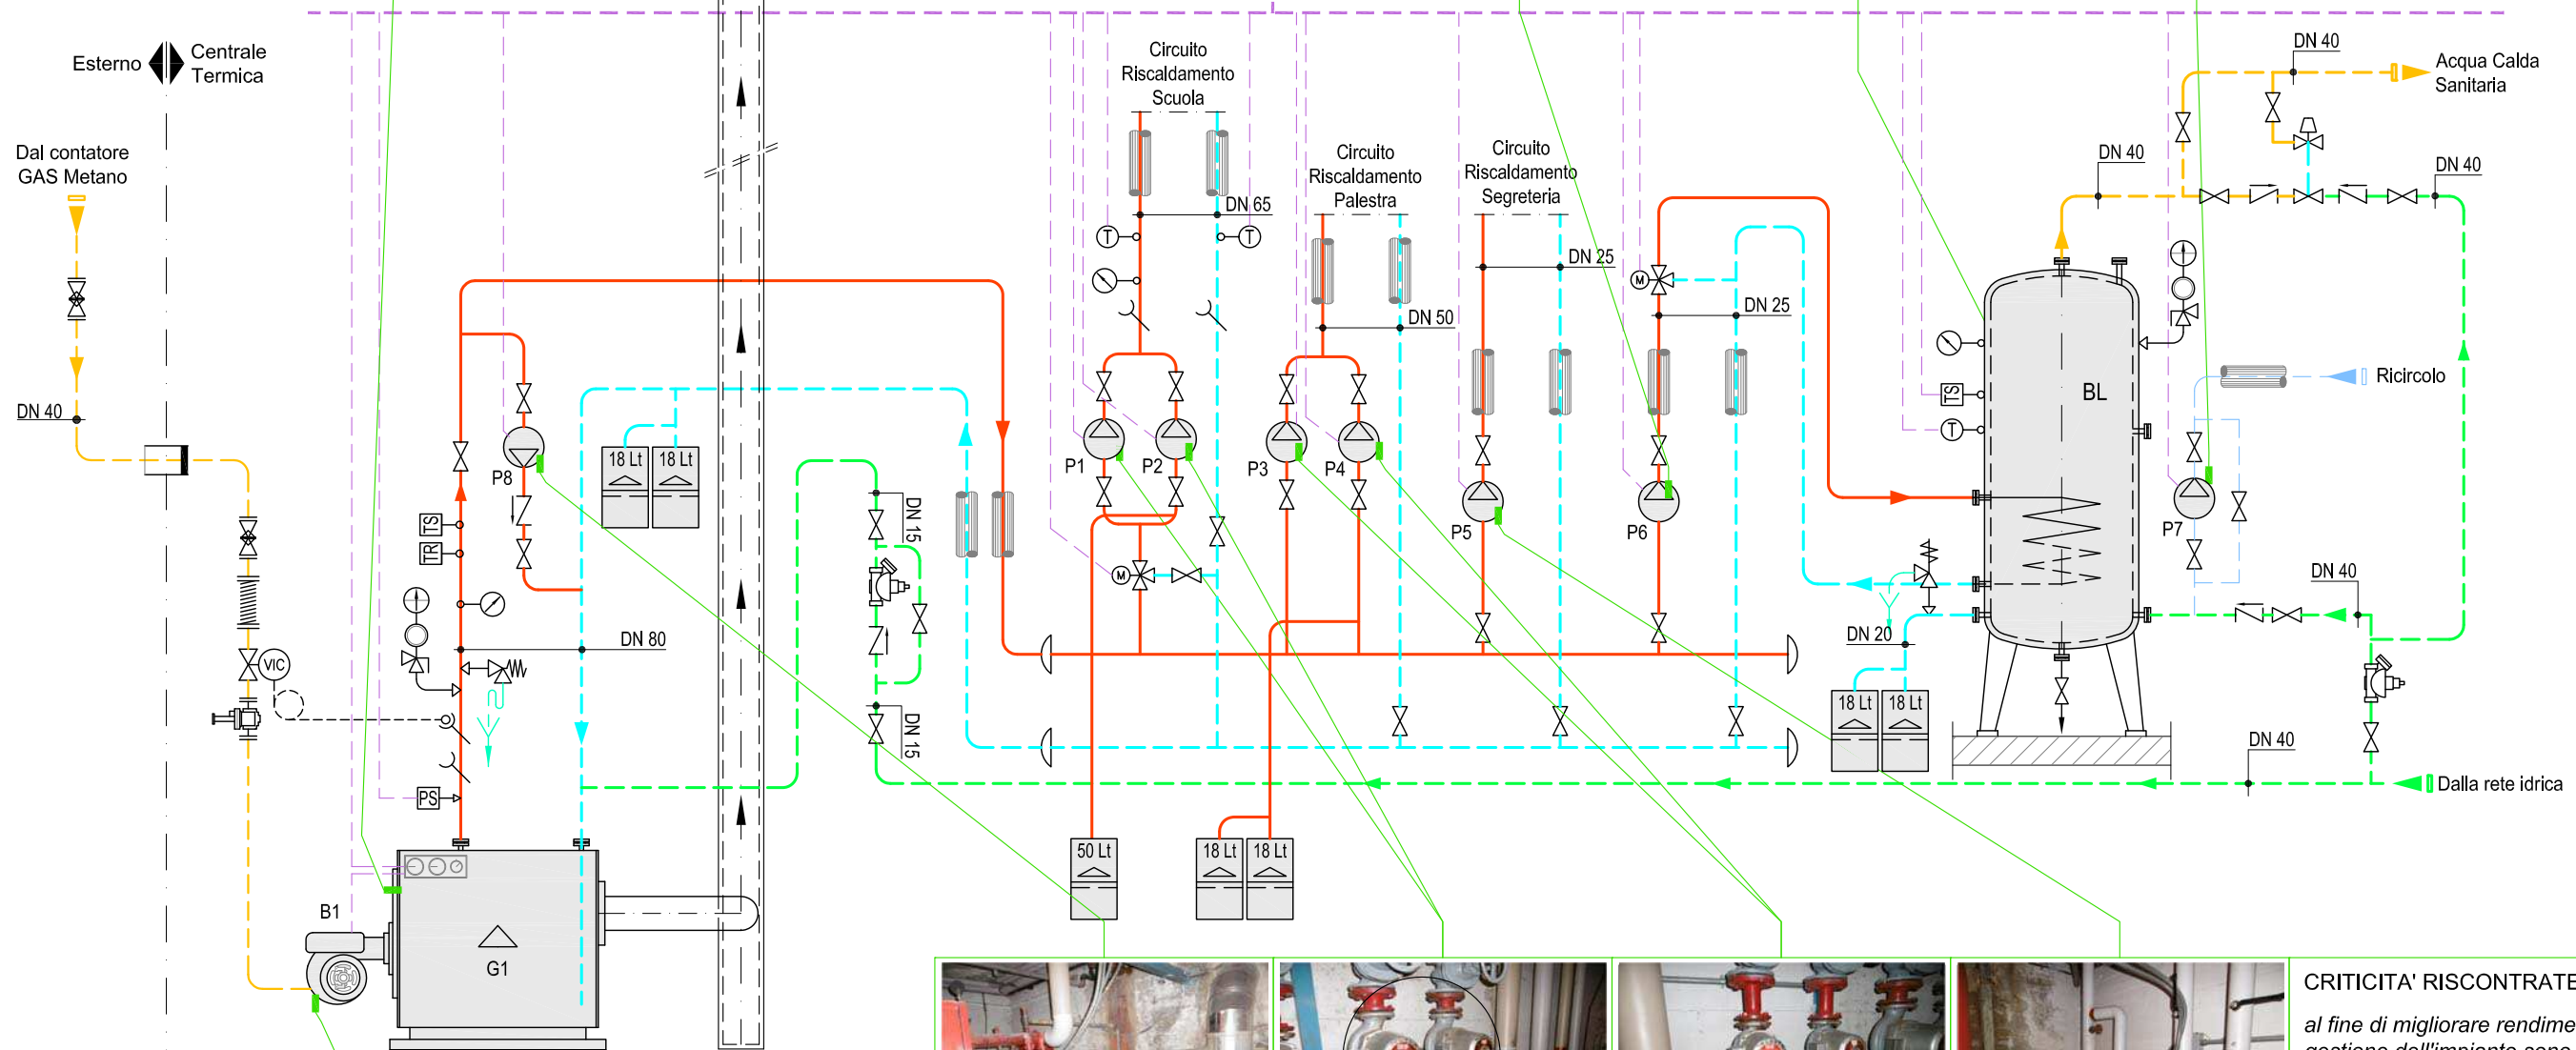 Esterno
Centrale
Termica
Dal contatore
GAS Metano
DN 40
VIC
B1
G1
PS
TS
TR
P8
18 Lt
18 Lt
DN 80
DN 15
DN 15
Circuito
Riscaldamento
Scuola
DN 65
T
T
P1
P2
M
50 Lt
Circuito
Riscaldamento
Palestra
DN 50
P3
P4
18 Lt
18 Lt
Circuito
Riscaldamento
Segreteria
DN 25
P5
M
DN 25
P6
DN 40
Acqua Calda
Sanitaria
DN 40
DN 40
TS
T
BL
Ricircolo
P7
DN 40
DN 20
18 Lt
18 Lt
DN 40
Dalla rete idrica
CRITICITA' RISCONTRATE
al fine di migliorare rendime
gestione dell'impianto sono